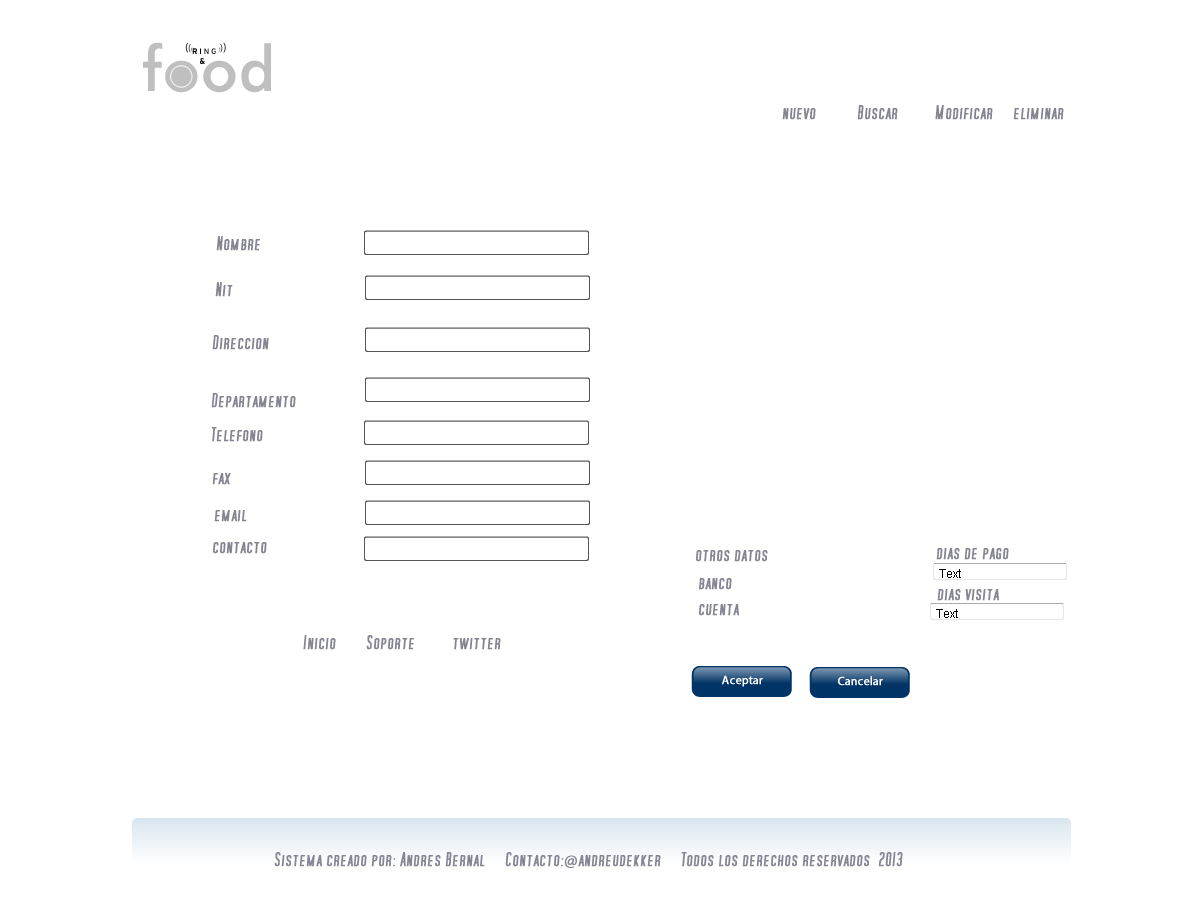 ((RING))
&
food
NUEVO BUSCAR MODIFICAR ELIMINAR
NOMBRE
NIT
DIRECCION
DEPARTAMENTO
TELEFONO
FAX
EMAIL
CONTACTO
OTROS DATOS
BANCO
CUENTA
DIAS DE PAGO
Text
DIAS VISITA
Text
INICIO SOPORTE TWITTER
Aceptar Cancelar
SISTEMA CREADO POR: ANDRES BERNAL CONTACTO:@ANDREUDEKKER TODOS LOS DERECHOS RESERVADOS 2013